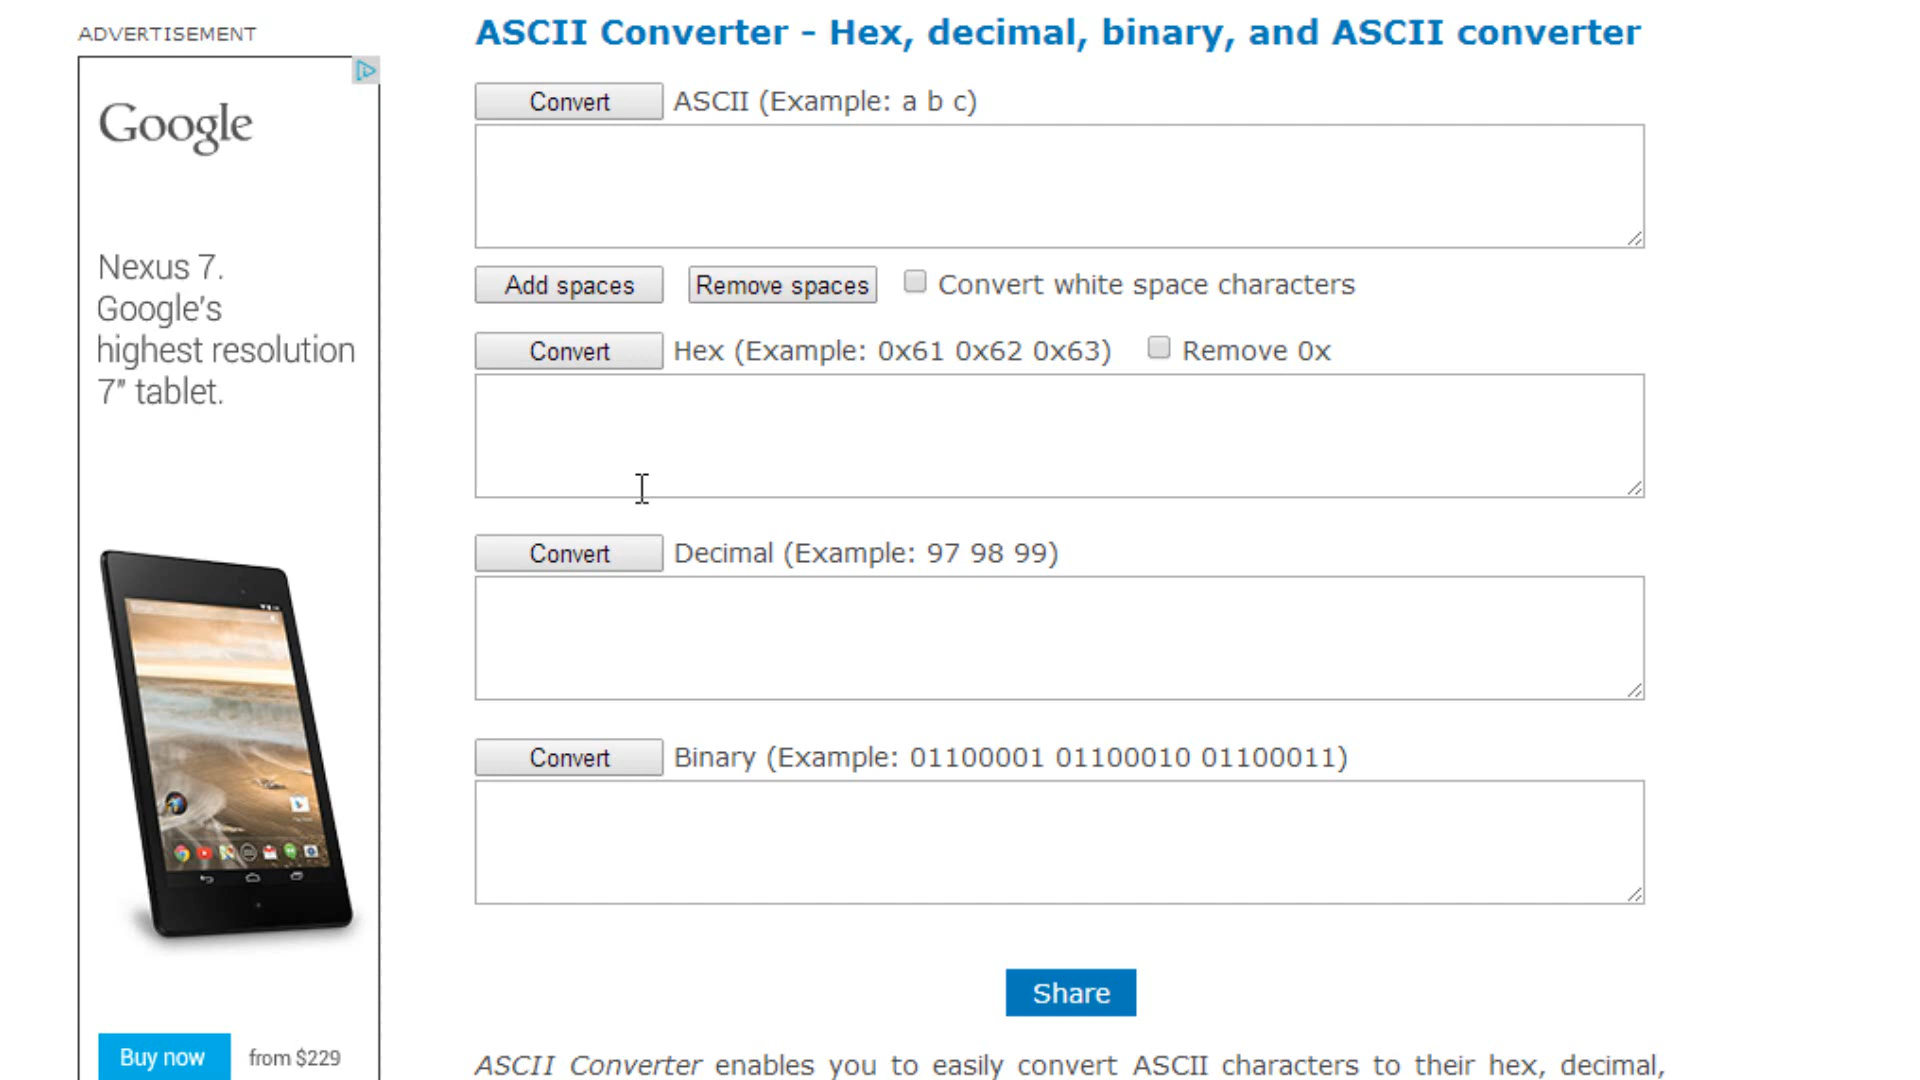 ADVERTISEMENT
Google
Nexus 7.
Google's
highest resolution
7" tablet.
Buy now from $229
ASCII Converter - Hex, decimal, binary, and ASCII converter
Convert ASCII (Example: a b c)
Add spaces Remove spaces Convert white space characters
Convert Hex (Example: 0x61 0x62 0x63) Remove 0x
Convert Decimal (Example: 97 98 99)
Convert Binary (Example: 01100001 01100010 01100011)
Share
ASCII Converter enables you to easily convert ASCII characters to their hex, decimal,